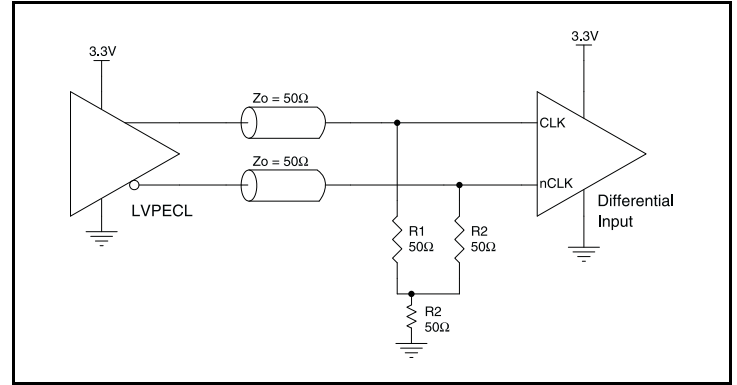 3.3V
3.3V
Zo = 50Ω
CLK
Zo = 50Ω
nCLK
LVPECL
Differential
Input
R1
50Ω
R2
50Ω
R2
50Ω